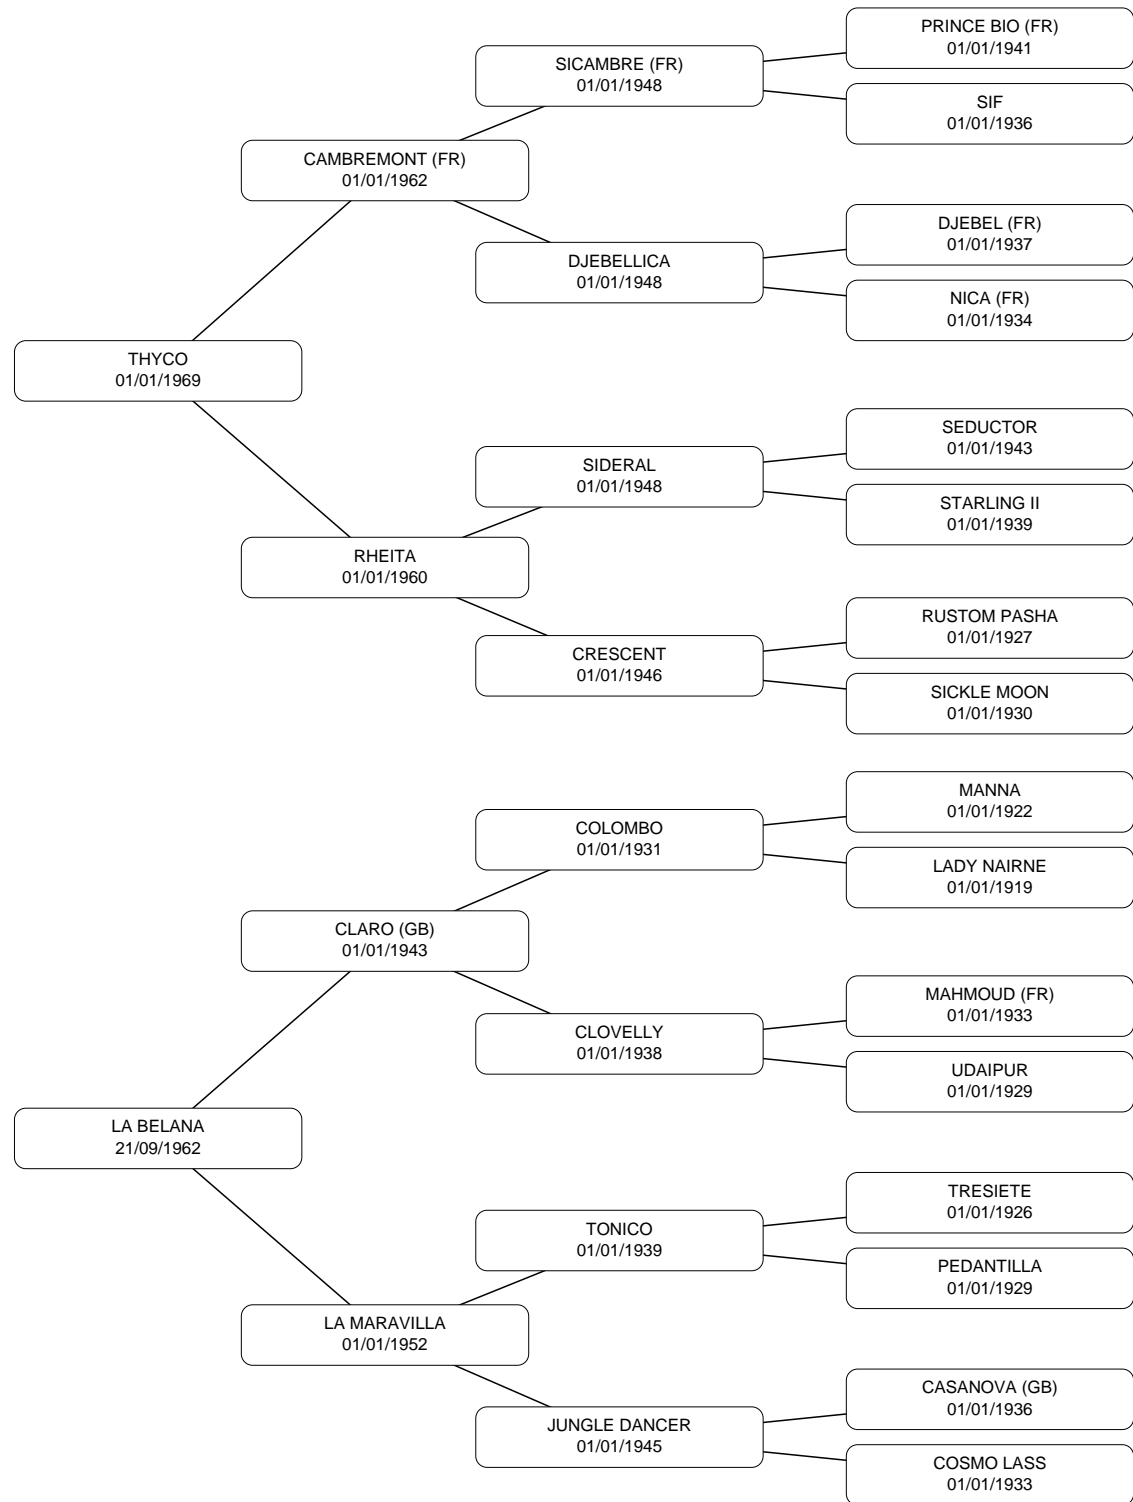 PRINCE BIO (FR)
01/01/1941
SICAMBRE (FR)
01/01/1948
SIF
01/01/1936
CAMBREMONT (FR)
01/01/1962
DJEBEL (FR)
01/01/1937
DJEBELLICA
01/01/1948
NICA (FR)
01/01/1934
THYCO
01/01/1969
SEDUCTOR
01/01/1943
SIDERAL
01/01/1948
STARLING II
01/01/1939
RHEITA
01/01/1960
RUSTOM PASHA
01/01/1927
CRESCENT
01/01/1946
SICKLE MOON
01/01/1930
MANNA
01/01/1922
COLOMBO
01/01/1931
LADY NAIRNE
01/01/1919
CLARO (GB)
01/01/1943
MAHMOUD (FR)
01/01/1933
CLOVELLY
01/01/1938
UDAIPUR
01/01/1929
LA BELANA
21/09/1962
TRESIETE
01/01/1926
TONICO
01/01/1939
PEDANTILLA
01/01/1929
LA MARAVILLA
01/01/1952
CASANOVA (GB)
01/01/1936
JUNGLE DANCER
01/01/1945
COSMO LASS
01/01/1933